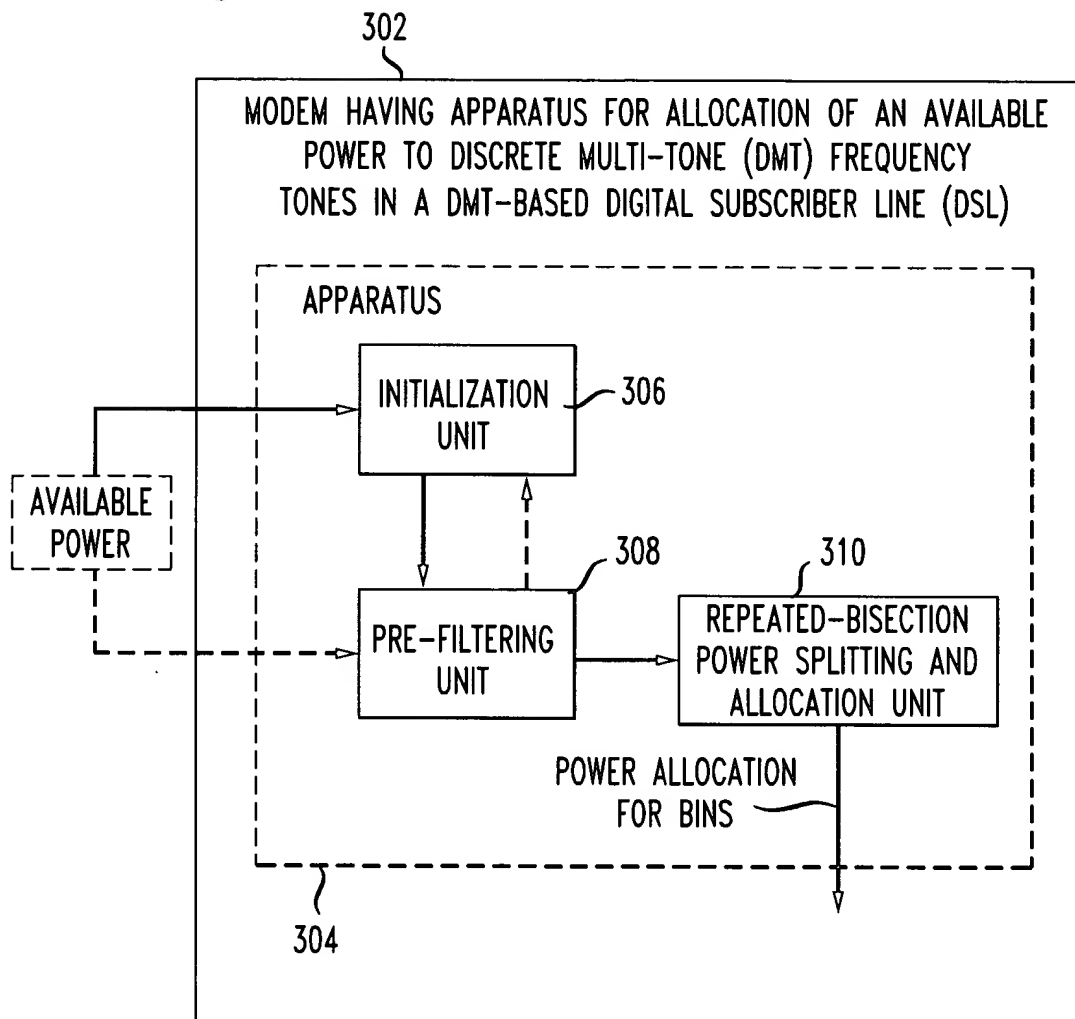 302
MODEM HAVING APPARATUS FOR ALLOCATION OF AN AVAILABLE
POWER TO DISCRETE MULTI-TONE (DMT) FREQUENCY
TONES IN A DMT-BASED DIGITAL SUBSCRIBER LINE (DSL)
APPARATUS
INITIALIZATION
UNIT
306
AVAILABLE
POWER
308
PRE-FILTERING
UNIT
310
REPEATED-BISECTION
POWER SPLITTING AND
ALLOCATION UNIT
POWER ALLOCATION
FOR BINS
304